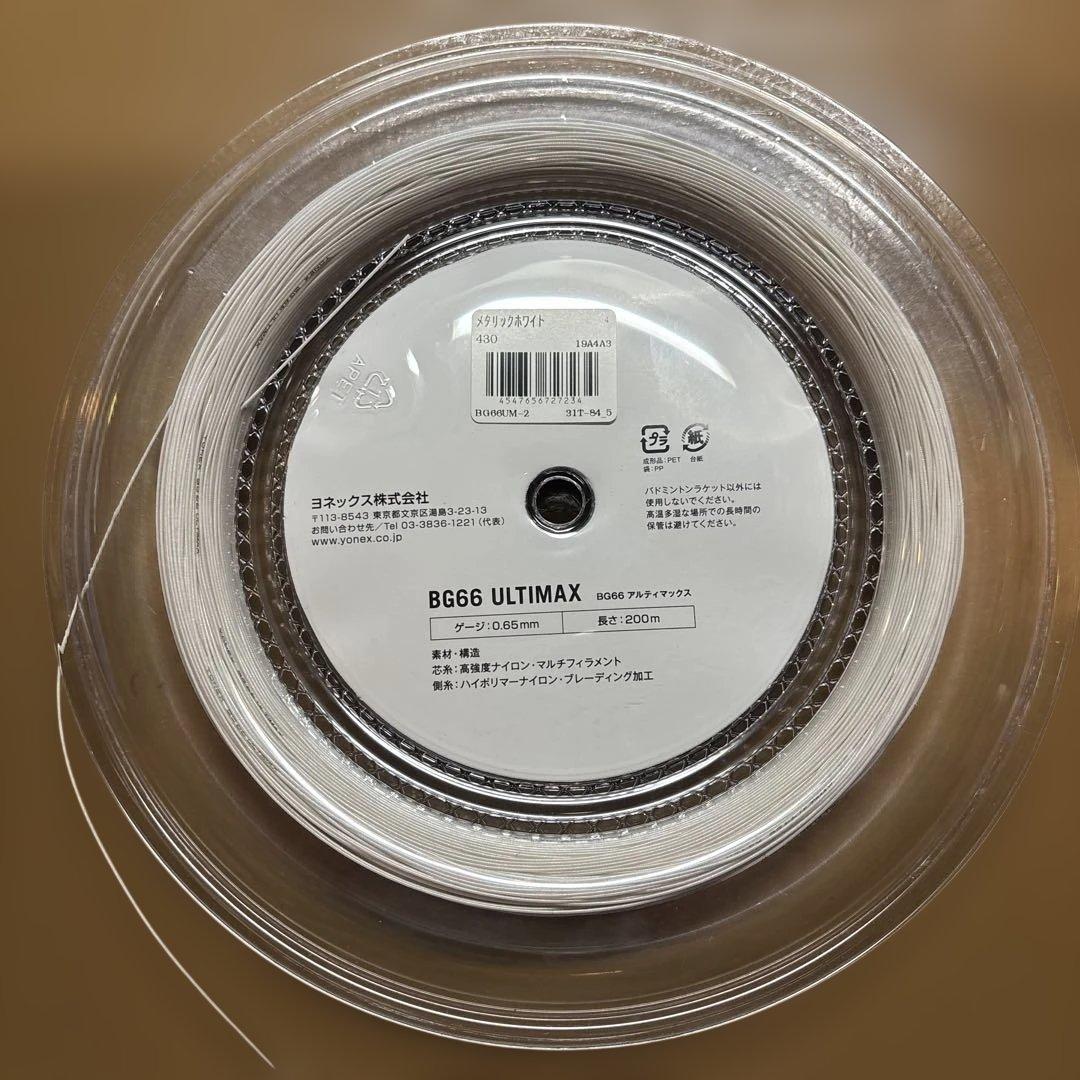 メタリックホワイト 4
430 19A4A3
4547656727234
BG66UM-2 31T-84_5
APET
プラ 紙
成形品：PET 台紙
袋：PP
ヨネックス株式会社
〒113-8543 東京都文京区湯島3-23-13
お問い合わせ先／Tel 03-3836-1221（代表）
www.yonex.co.jp
バドミントンラケット以外には
使用しないでください。
高温多湿な場所での長時間の
保管は避けてください。
BG66 ULTIMAX BG66 アルティマックス
ゲージ：0.65mm 長さ：200m
素材・構造
芯糸：高強度ナイロン・マルチフィラメント
側糸：ハイポリマーナイロン・ブレーディング加工